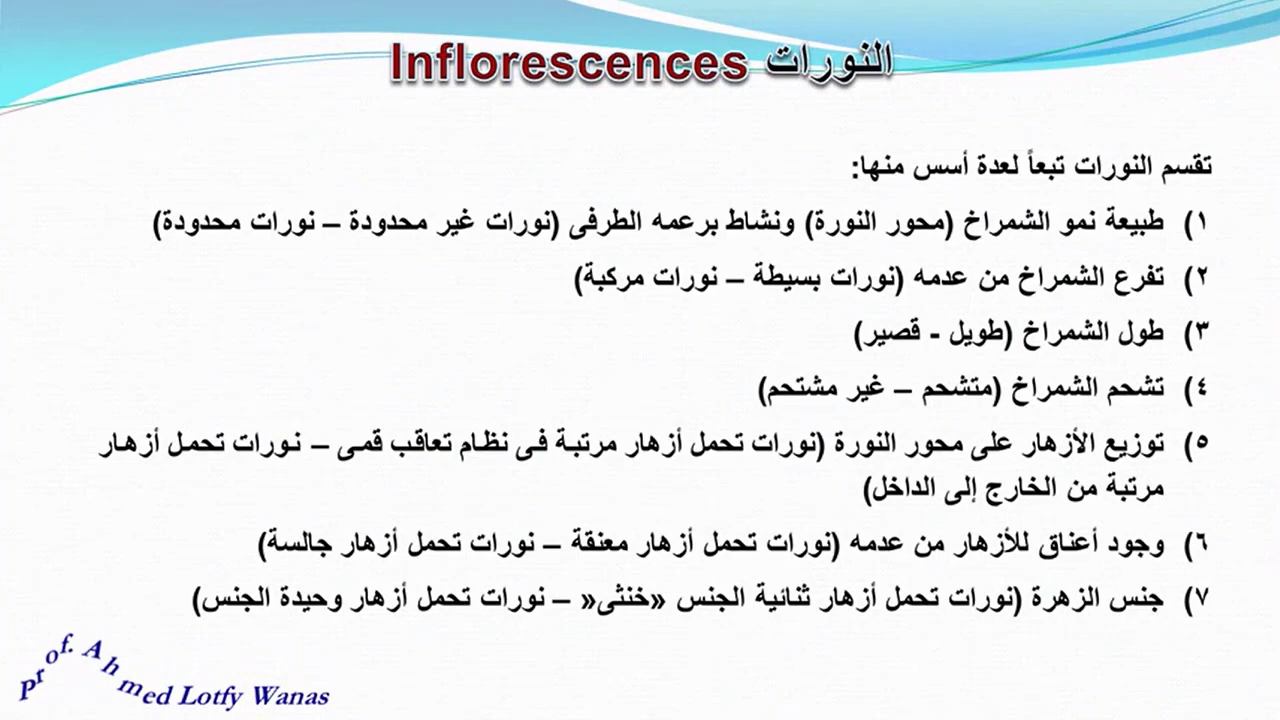 النورات Inflorescences
تقسم النورات تبعاً لعدة أسس منها:
١) طبيعة نمو الشمراخ (محور النورة) ونشاط برعمه الطرفى (نورات غير محدودة – نورات محدودة)
٢) تفرع الشمراخ من عدمه (نورات بسيطة – نورات مركبة)
٣) طول الشمراخ (طويل - قصير)
٤) تشحم الشمراخ (متشحم – غير مشتحم)
٥) توزيع الأزهار على محور النورة (نورات تحمل أزهار مرتبة فى نظام تعاقب قمى – نورات تحمل أزهار
مرتبة من الخارج إلى الداخل)
٦) وجود أعناق للأزهار من عدمه (نورات تحمل أزهار معنقة – نورات تحمل أزهار جالسة)
٧) جنس الزهرة (نورات تحمل أزهار ثنائية الجنس «خنثى« – نورات تحمل أزهار وحيدة الجنس)
Prof. Ahmed Lotfy Wanas